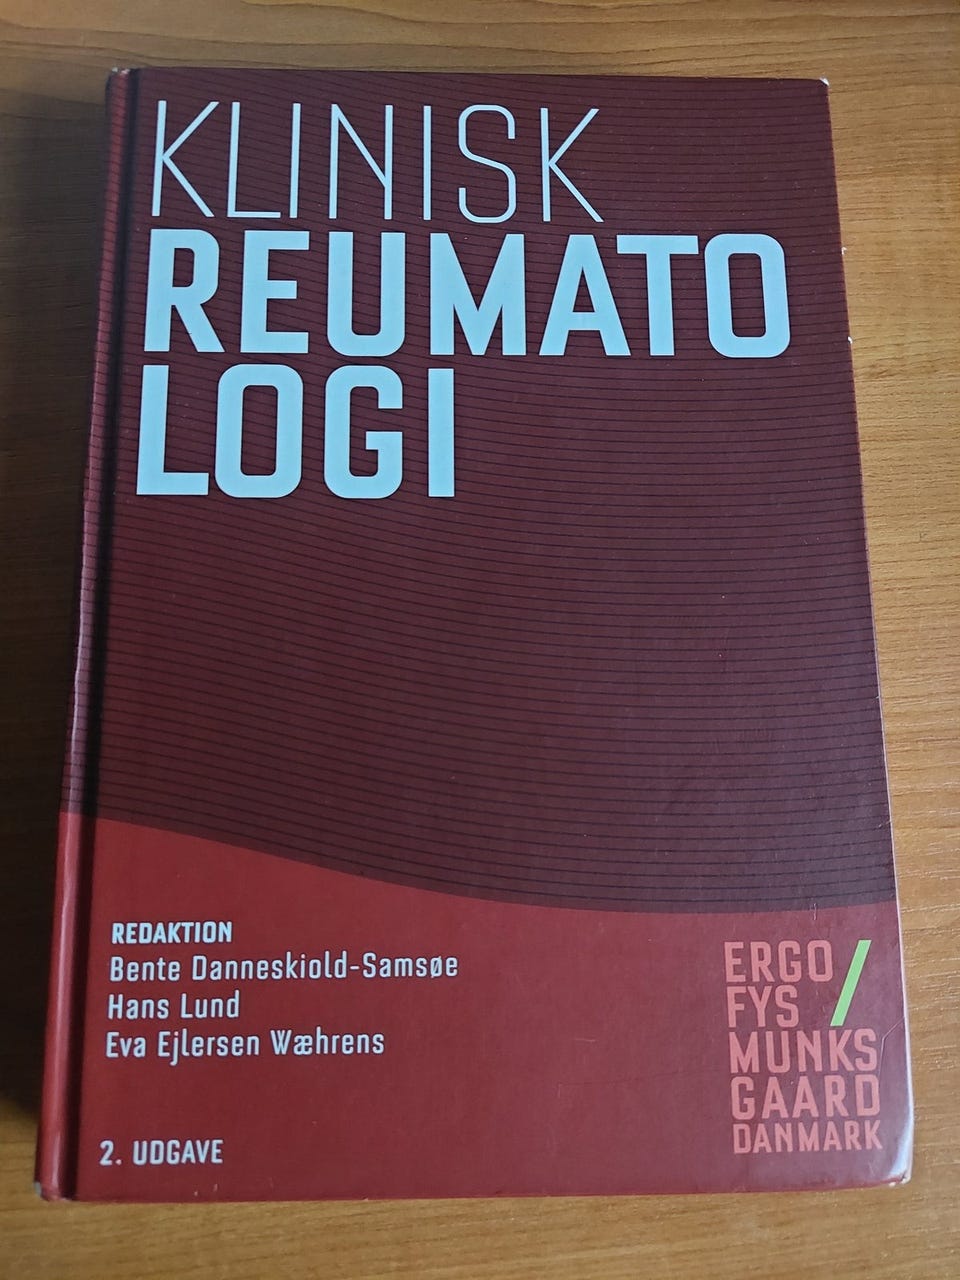 KLINISK
REUMATO
LOGI
REDAKTION
Bente Danneskiold-Samsøe
Hans Lund
Eva Ejlersen Wæhrens
2. UDGAVE
ERGO/
FYS
MUNKS
GAARD
DANMARK